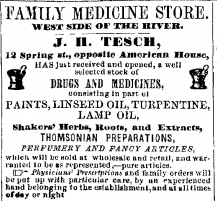 FAMILY MEDICINE STORE.
WEST SIDE OF THE RIVER.
J. H. TESCH,
12 Spring st., opposite American House,
HAS just received and opened, a well
selected stock of
DRUGS AND MEDICINES,
consisting in part of
PAINTS, LINSEED OIL, TURPENTINE,
LAMP OIL,
Shakers' Herbs, Roots, and Extracts,
THOMSONIAN PREPARATIONS,
PERFUMERY AND FANCY ARTICLES,
which will be sold at wholesale and retail, and war-
ranted to be as represented,—pure articles.
☞ Physicians' Prescriptions and family orders will
be put up with particular care, by an experienced
hand belonging to the establishment, and at all times
of day or night